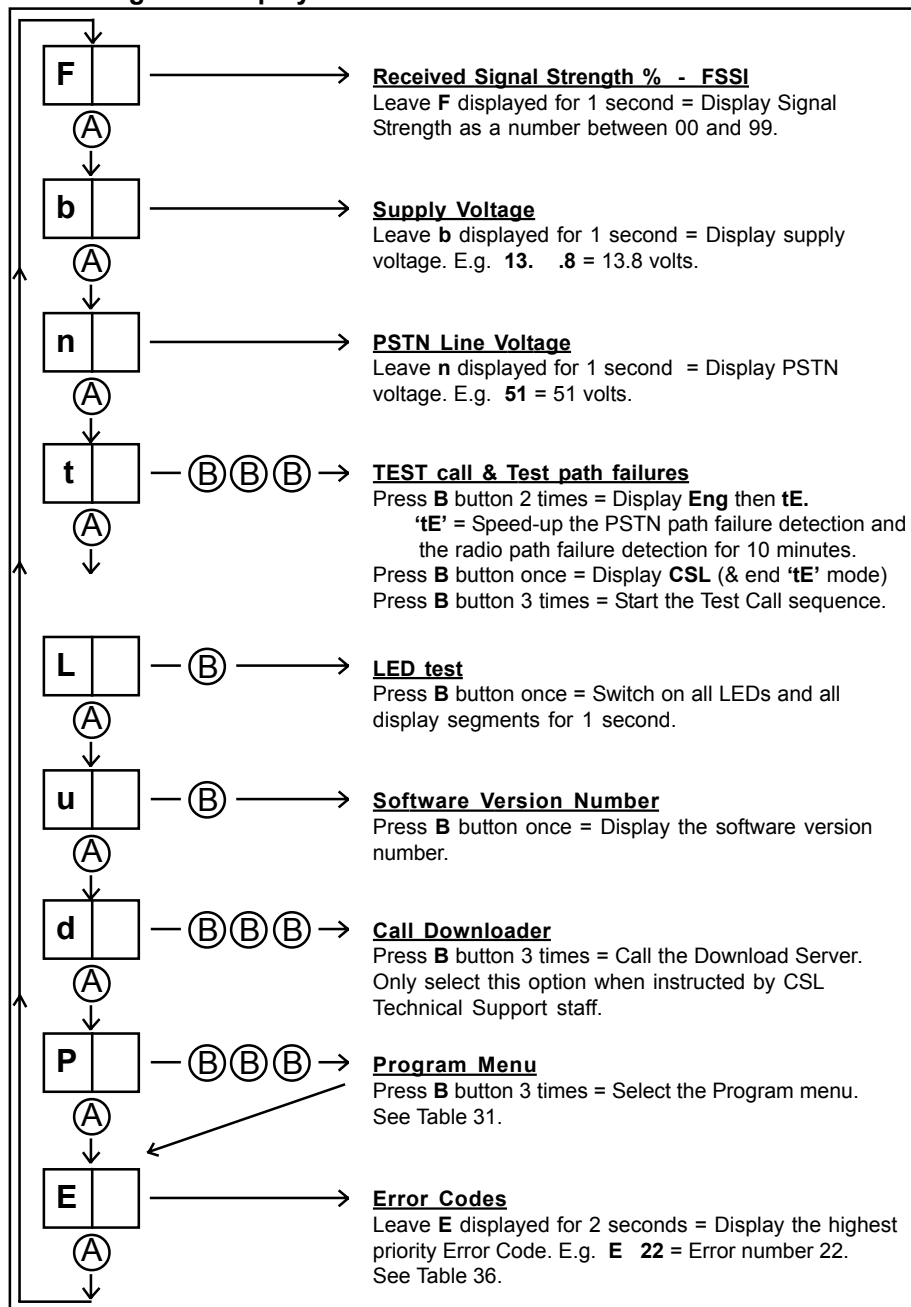 F
Received Signal Strength % - FSSI
Leave F displayed for 1 second = Display Signal
Strength as a number between 00 and 99.
A
b
Supply Voltage
Leave b displayed for 1 second = Display supply
voltage. E.g. 13. .8 = 13.8 volts.
A
n
PSTN Line Voltage
Leave n displayed for 1 second = Display PSTN
voltage. E.g. 51 = 51 volts.
A
t
B B B
TEST call & Test path failures
Press B button 2 times = Display Eng then tE.
‘tE’ = Speed-up the PSTN path failure detection and
the radio path failure detection for 10 minutes.
Press B button once = Display CSL (& end ‘tE’ mode)
Press B button 3 times = Start the Test Call sequence.
A
L
B
LED test
Press B button once = Switch on all LEDs and all
display segments for 1 second.
A
u
B
Software Version Number
Press B button once = Display the software version
number.
A
d
B B B
Call Downloader
Press B button 3 times = Call the Download Server.
Only select this option when instructed by CSL
Technical Support staff.
A
P
B B B
Program Menu
Press B button 3 times = Select the Program menu.
See Table 31.
A
E
Error Codes
Leave E displayed for 2 seconds = Display the highest
priority Error Code. E.g. E 22 = Error number 22.
See Table 36.
A